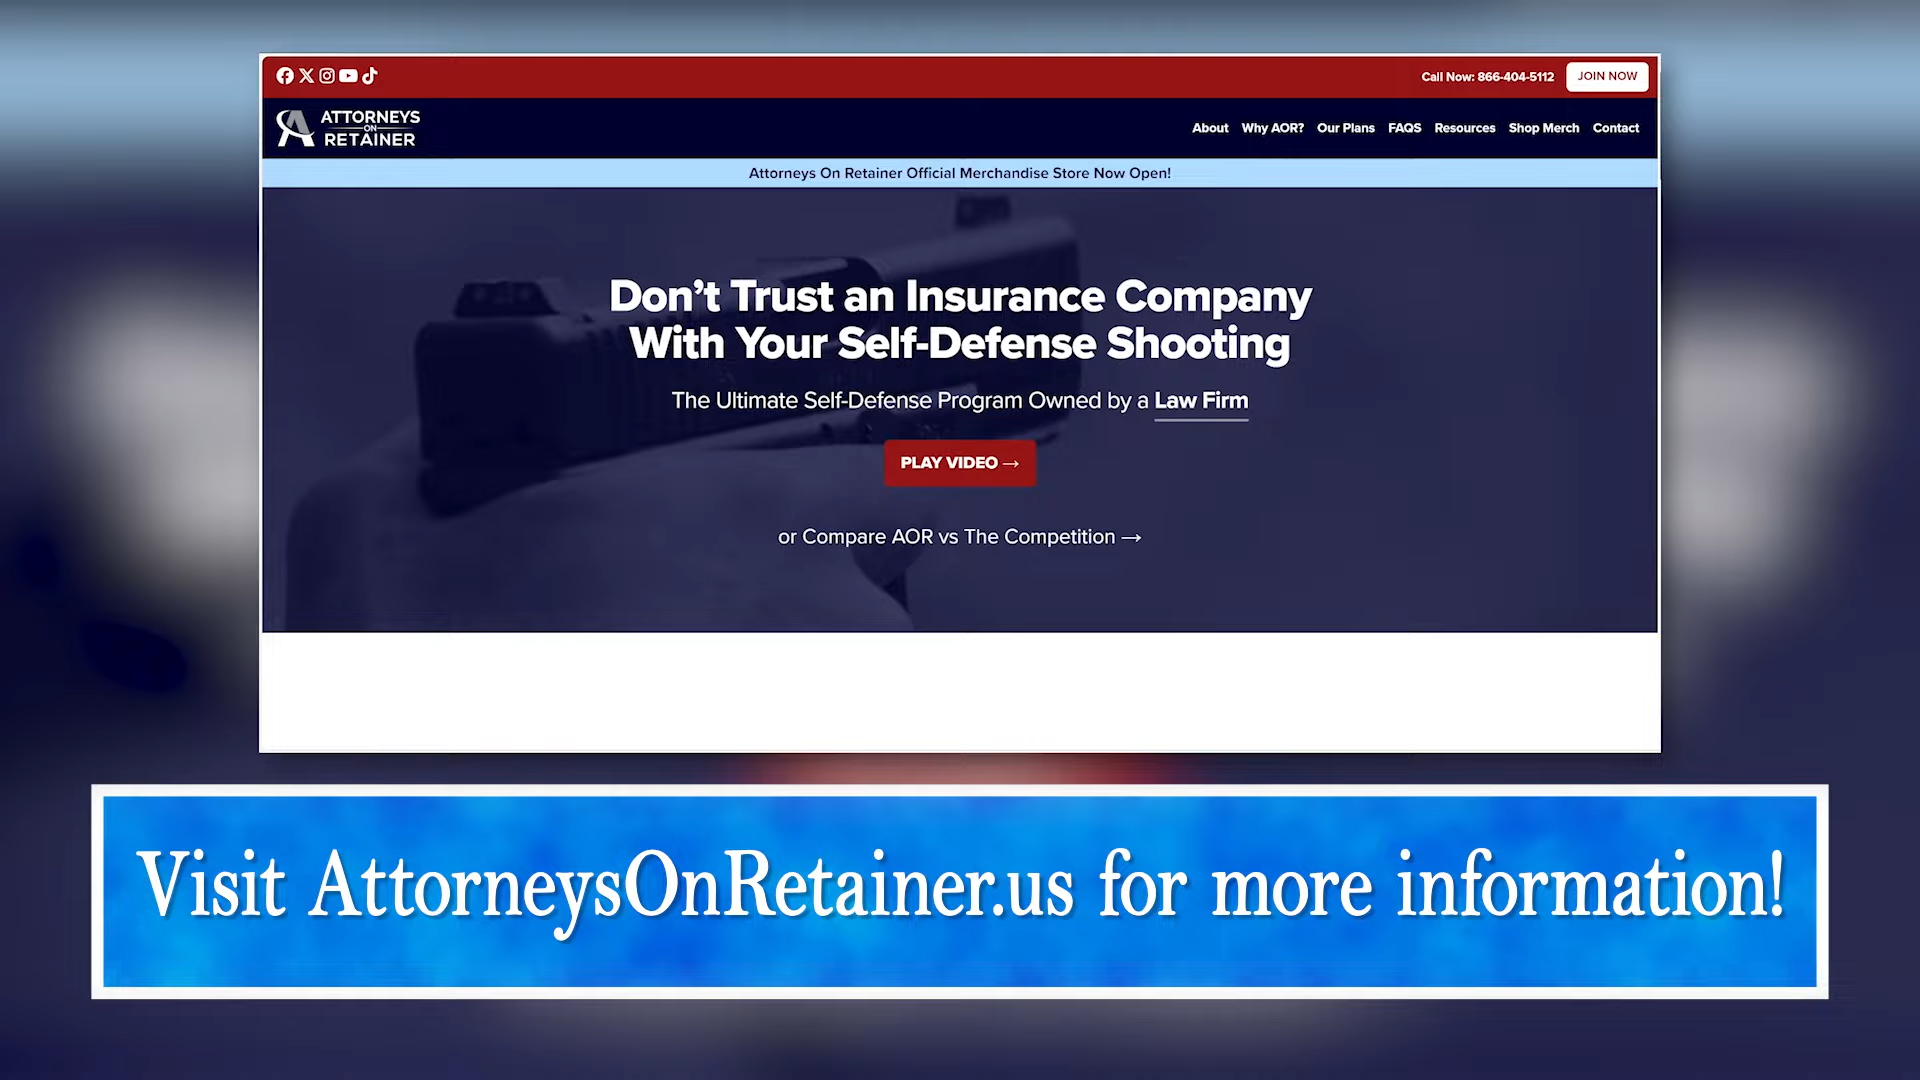 Call Now: 866-404-5112
JOIN NOW
ATTORNEYS
ON
RETAINER
About Why AOR? Our Plans FAQS Resources Shop Merch Contact
Attorneys On Retainer Official Merchandise Store Now Open!
Don’t Trust an Insurance Company
With Your Self-Defense Shooting
The Ultimate Self-Defense Program Owned by a Law Firm
PLAY VIDEO →
or Compare AOR vs The Competition →
Visit AttorneysOnRetainer.us for more information!